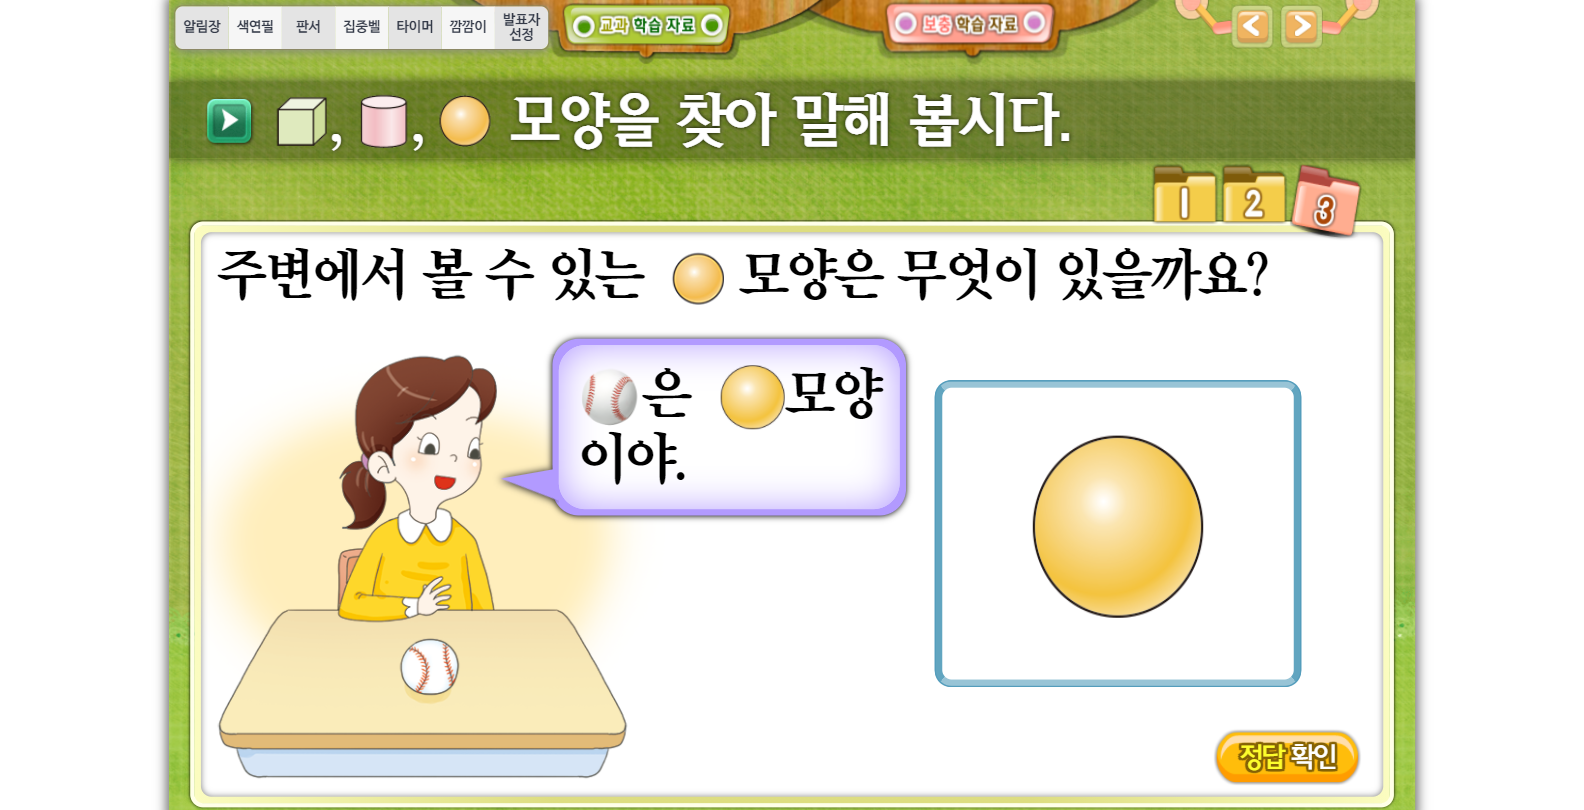 알림장 색연필 판서 집중벨 타이머 깜깜이 발표자 선정
교과 학습 자료
보충 학습 자료
, , 모양을 찾아 말해 봅시다.
1 2 3
주변에서 볼 수 있는 모양은 무엇이 있을까요?
은 모양
이야.
정답 확인